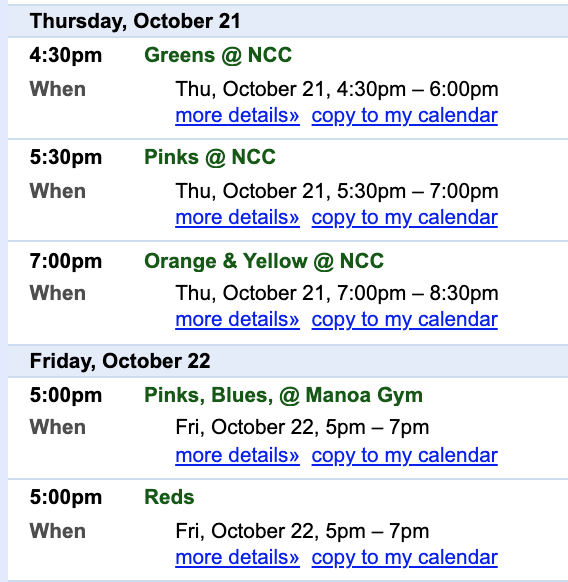 Thursday, October 21
4:30pm Greens @ NCC
When Thu, October 21, 4:30pm – 6:00pm
more details» copy to my calendar
5:30pm Pinks @ NCC
When Thu, October 21, 5:30pm – 7:00pm
more details» copy to my calendar
7:00pm Orange & Yellow @ NCC
When Thu, October 21, 7:00pm – 8:30pm
more details» copy to my calendar
Friday, October 22
5:00pm Pinks, Blues, @ Manoa Gym
When Fri, October 22, 5pm – 7pm
more details» copy to my calendar
5:00pm Reds
When Fri, October 22, 5pm – 7pm
more details» copy to my calendar